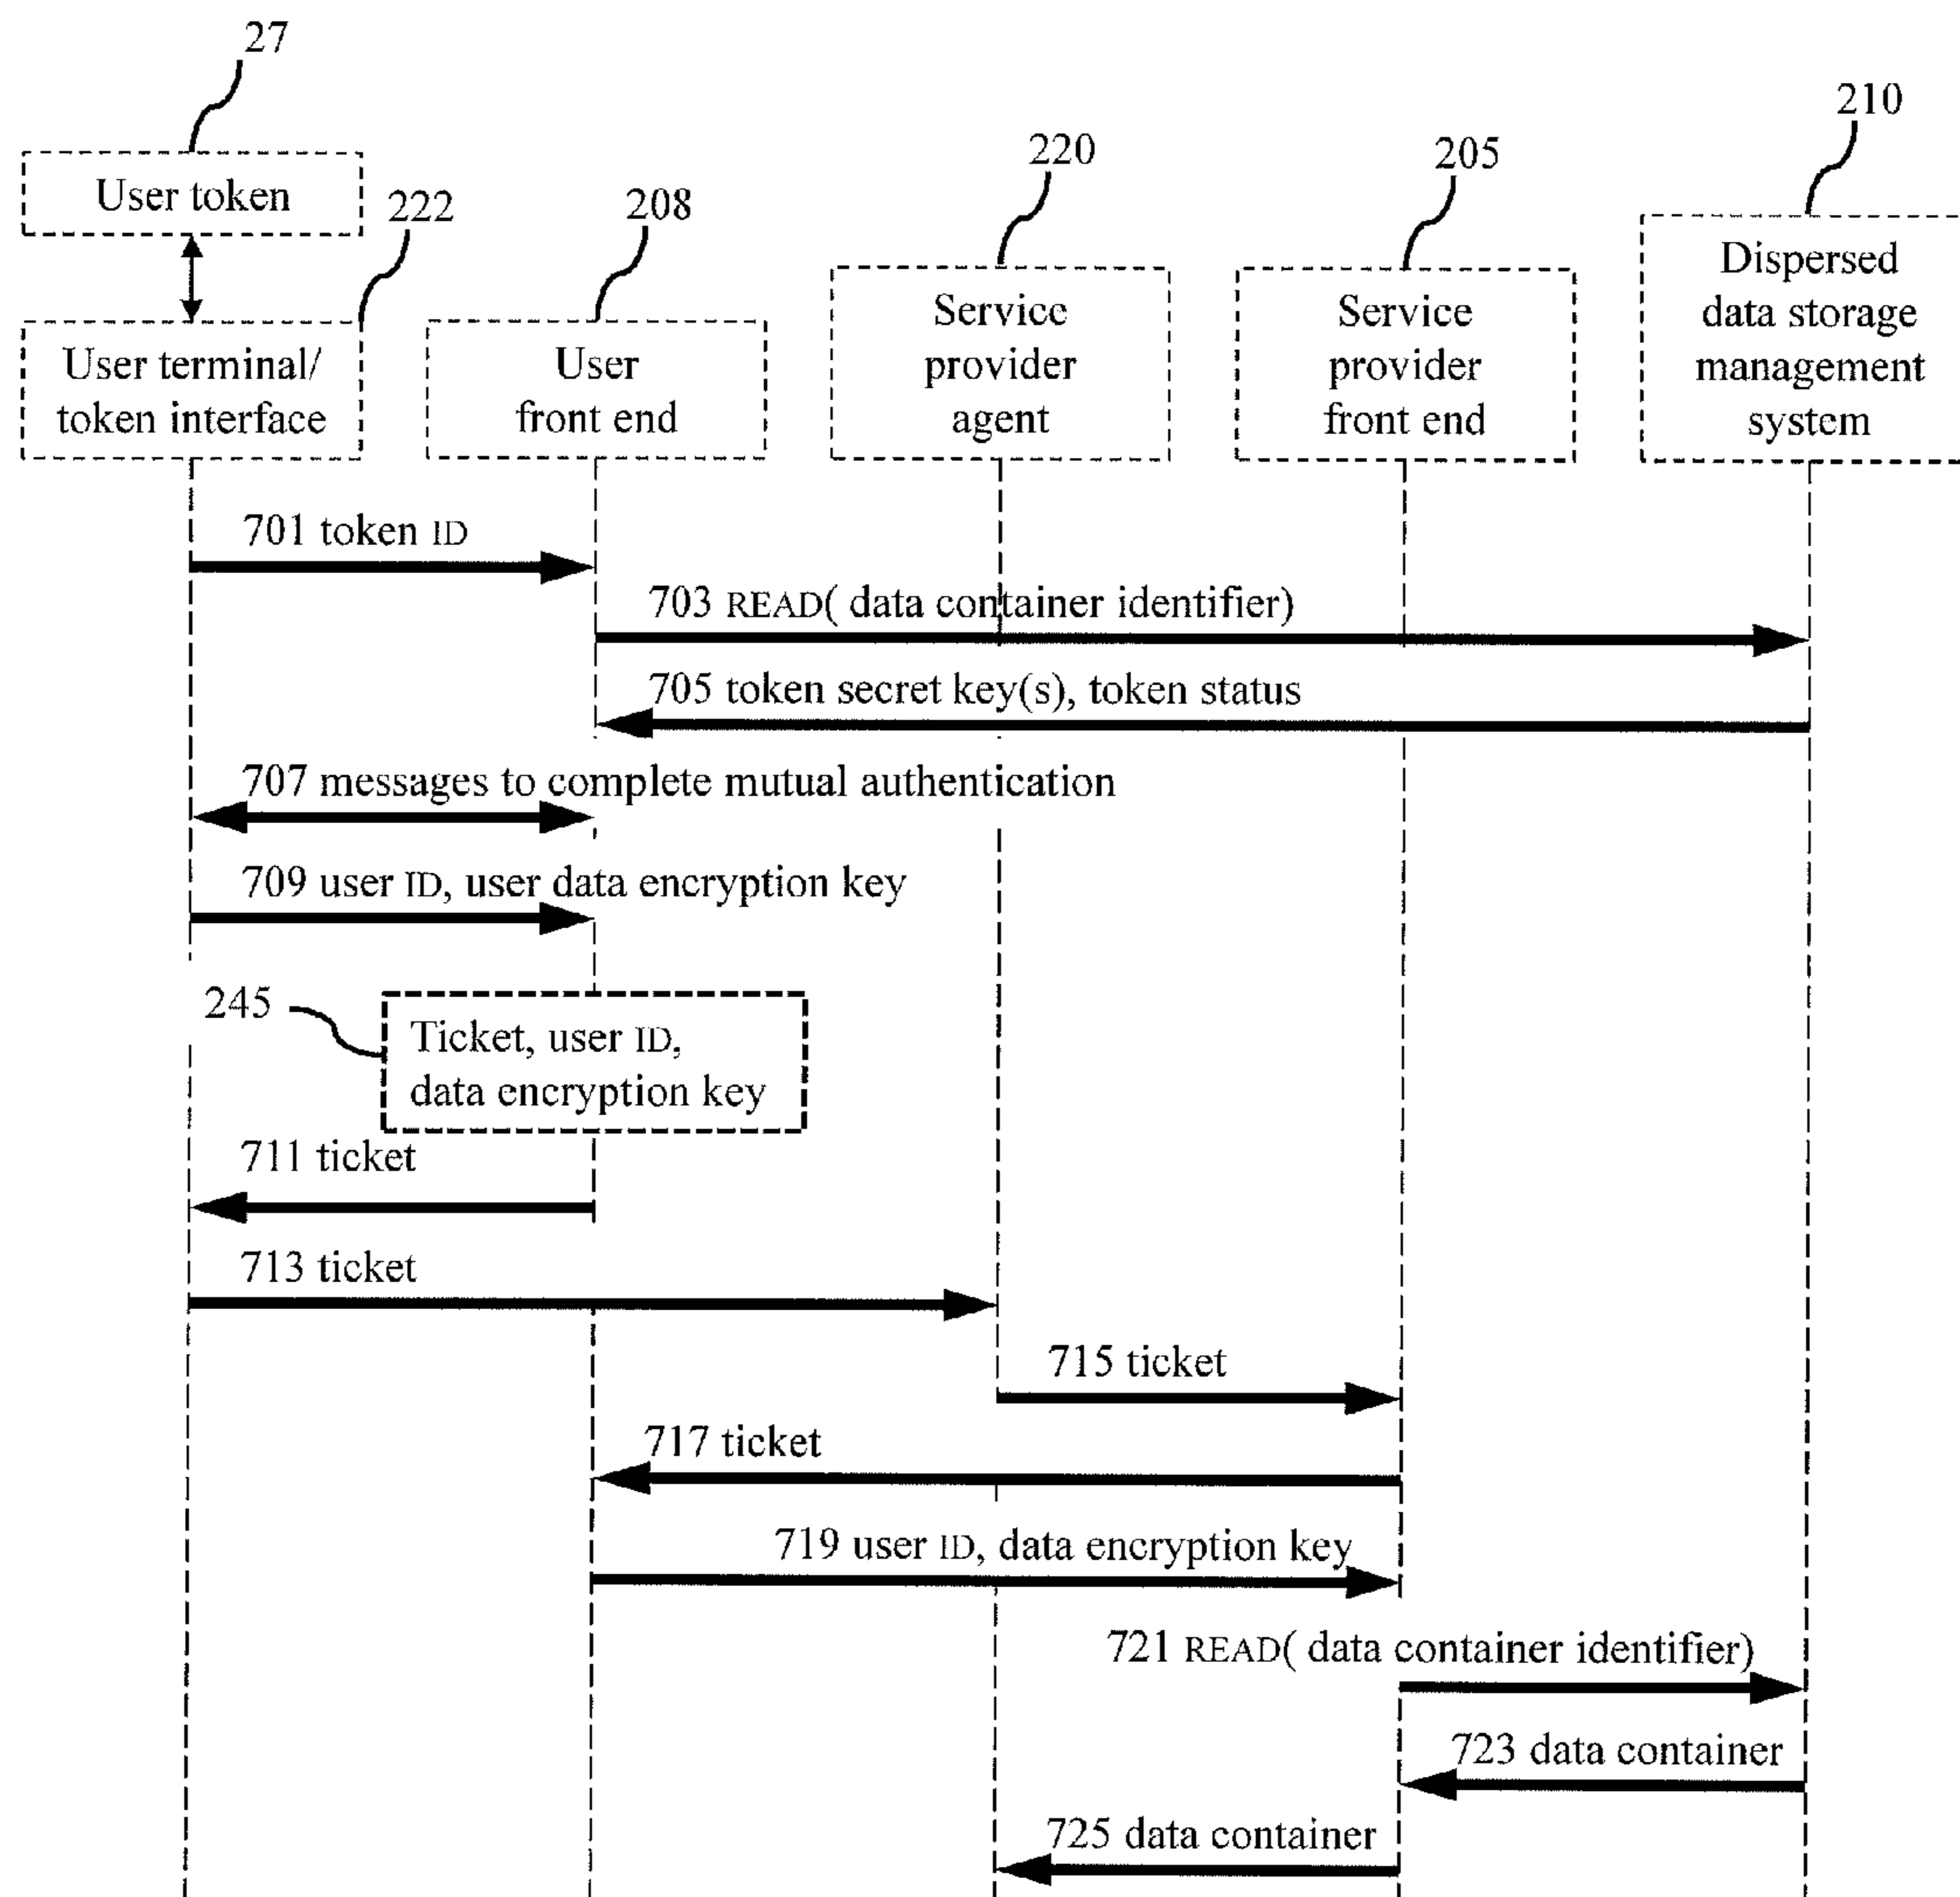 27
210
220
205
User token
222
208
Dispersed
data storage
management
system
Service
provider
agent
Service
provider
front end
User terminal/
token interface
User
front end
701 token ID
703 READ( data container identifier)
705 token secret key(s), token status
707 messages to complete mutual authentication
709 user ID, user data encryption key
245
Ticket, user ID,
data encryption key
711 ticket
713 ticket
715 ticket
717 ticket
719 user ID, data encryption key
721 READ( data container identifier)
723 data container
725 data container